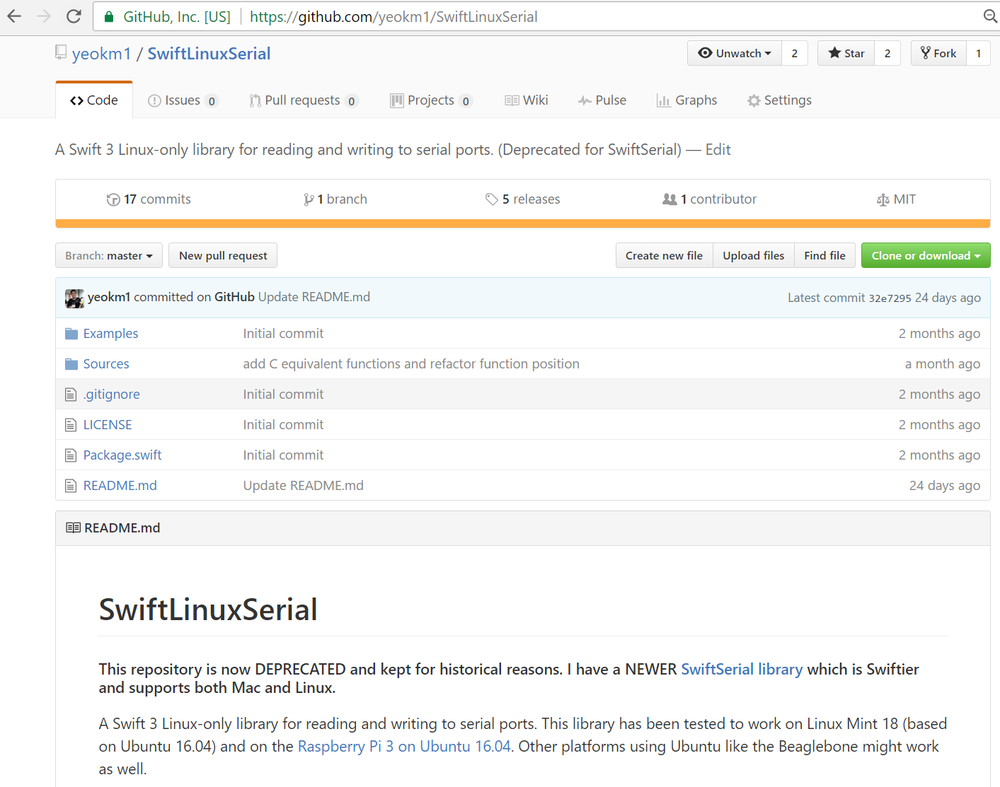 GitHub, Inc. [US] https://github.com/yeokm1/SwiftLinuxSerial
yeokm1 / SwiftLinuxSerial Unwatch 2 Star 2 Fork 1
Code Issues 0 Pull requests 0 Projects 0 Wiki Pulse Graphs Settings
A Swift 3 Linux-only library for reading and writing to serial ports. (Deprecated for SwiftSerial) — Edit
17 commits 1 branch 5 releases 1 contributor MIT
Branch: master New pull request Create new file Upload files Find file Clone or download
yeokm1 committed on GitHub Update README.md Latest commit 32e7295 24 days ago
Examples Initial commit 2 months ago
Sources add C equivalent functions and refactor function position a month ago
.gitignore Initial commit 2 months ago
LICENSE Initial commit 2 months ago
Package.swift Initial commit 2 months ago
README.md Update README.md 24 days ago
README.md
SwiftLinuxSerial
This repository is now DEPRECATED and kept for historical reasons. I have a NEWER SwiftSerial library which is Swiftier
and supports both Mac and Linux.
A Swift 3 Linux-only library for reading and writing to serial ports. This library has been tested to work on Linux Mint 18 (based
on Ubuntu 16.04) and on the Raspberry Pi 3 on Ubuntu 16.04. Other platforms using Ubuntu like the Beaglebone might work
as well.